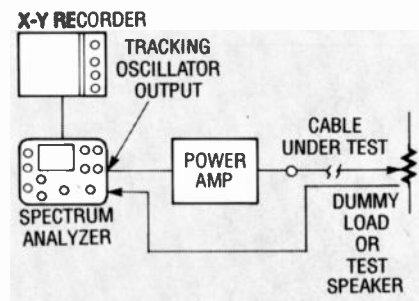 X-Y RECORDER
TRACKING
OSCILLATOR
OUTPUT
CABLE
UNDER TEST
POWER
AMP
SPECTRUM
ANALYZER
DUMMY
LOAD
OR
TEST
SPEAKER